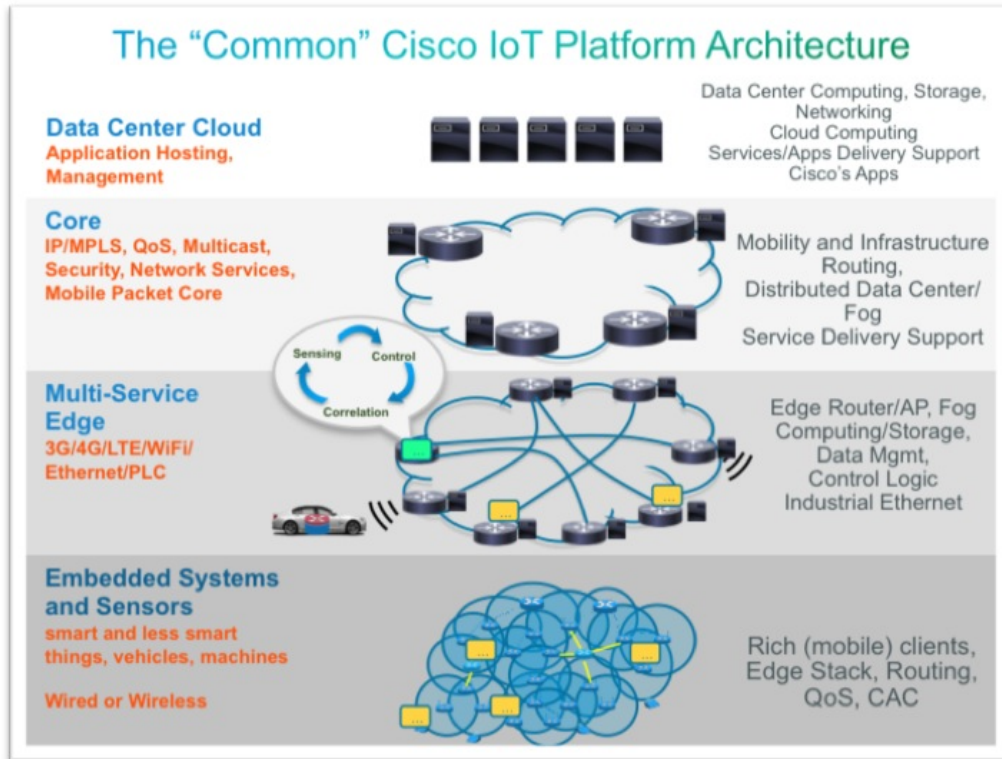 The “Common” Cisco IoT Platform Architecture
Data Center Cloud
Application Hosting,
Management
Data Center Computing, Storage,
Networking
Cloud Computing
Services/Apps Delivery Support
Cisco's Apps
Core
IP/MPLS, QoS, Multicast,
Security, Network Services,
Mobile Packet Core
Mobility and Infrastructure
Routing,
Distributed Data Center/
Fog
Service Delivery Support
Sensing
Control
Correlation
Multi-Service
Edge
3G/4G/LTE/WiFi/
Ethernet/PLC
...
...
...
Edge Router/AP, Fog
Computing/Storage,
Data Mgmt,
Control Logic
Industrial Ethernet
Embedded Systems
and Sensors
smart and less smart
things, vehicles, machines
Wired or Wireless
...
...
...
...
Rich (mobile) clients,
Edge Stack, Routing,
QoS, CAC